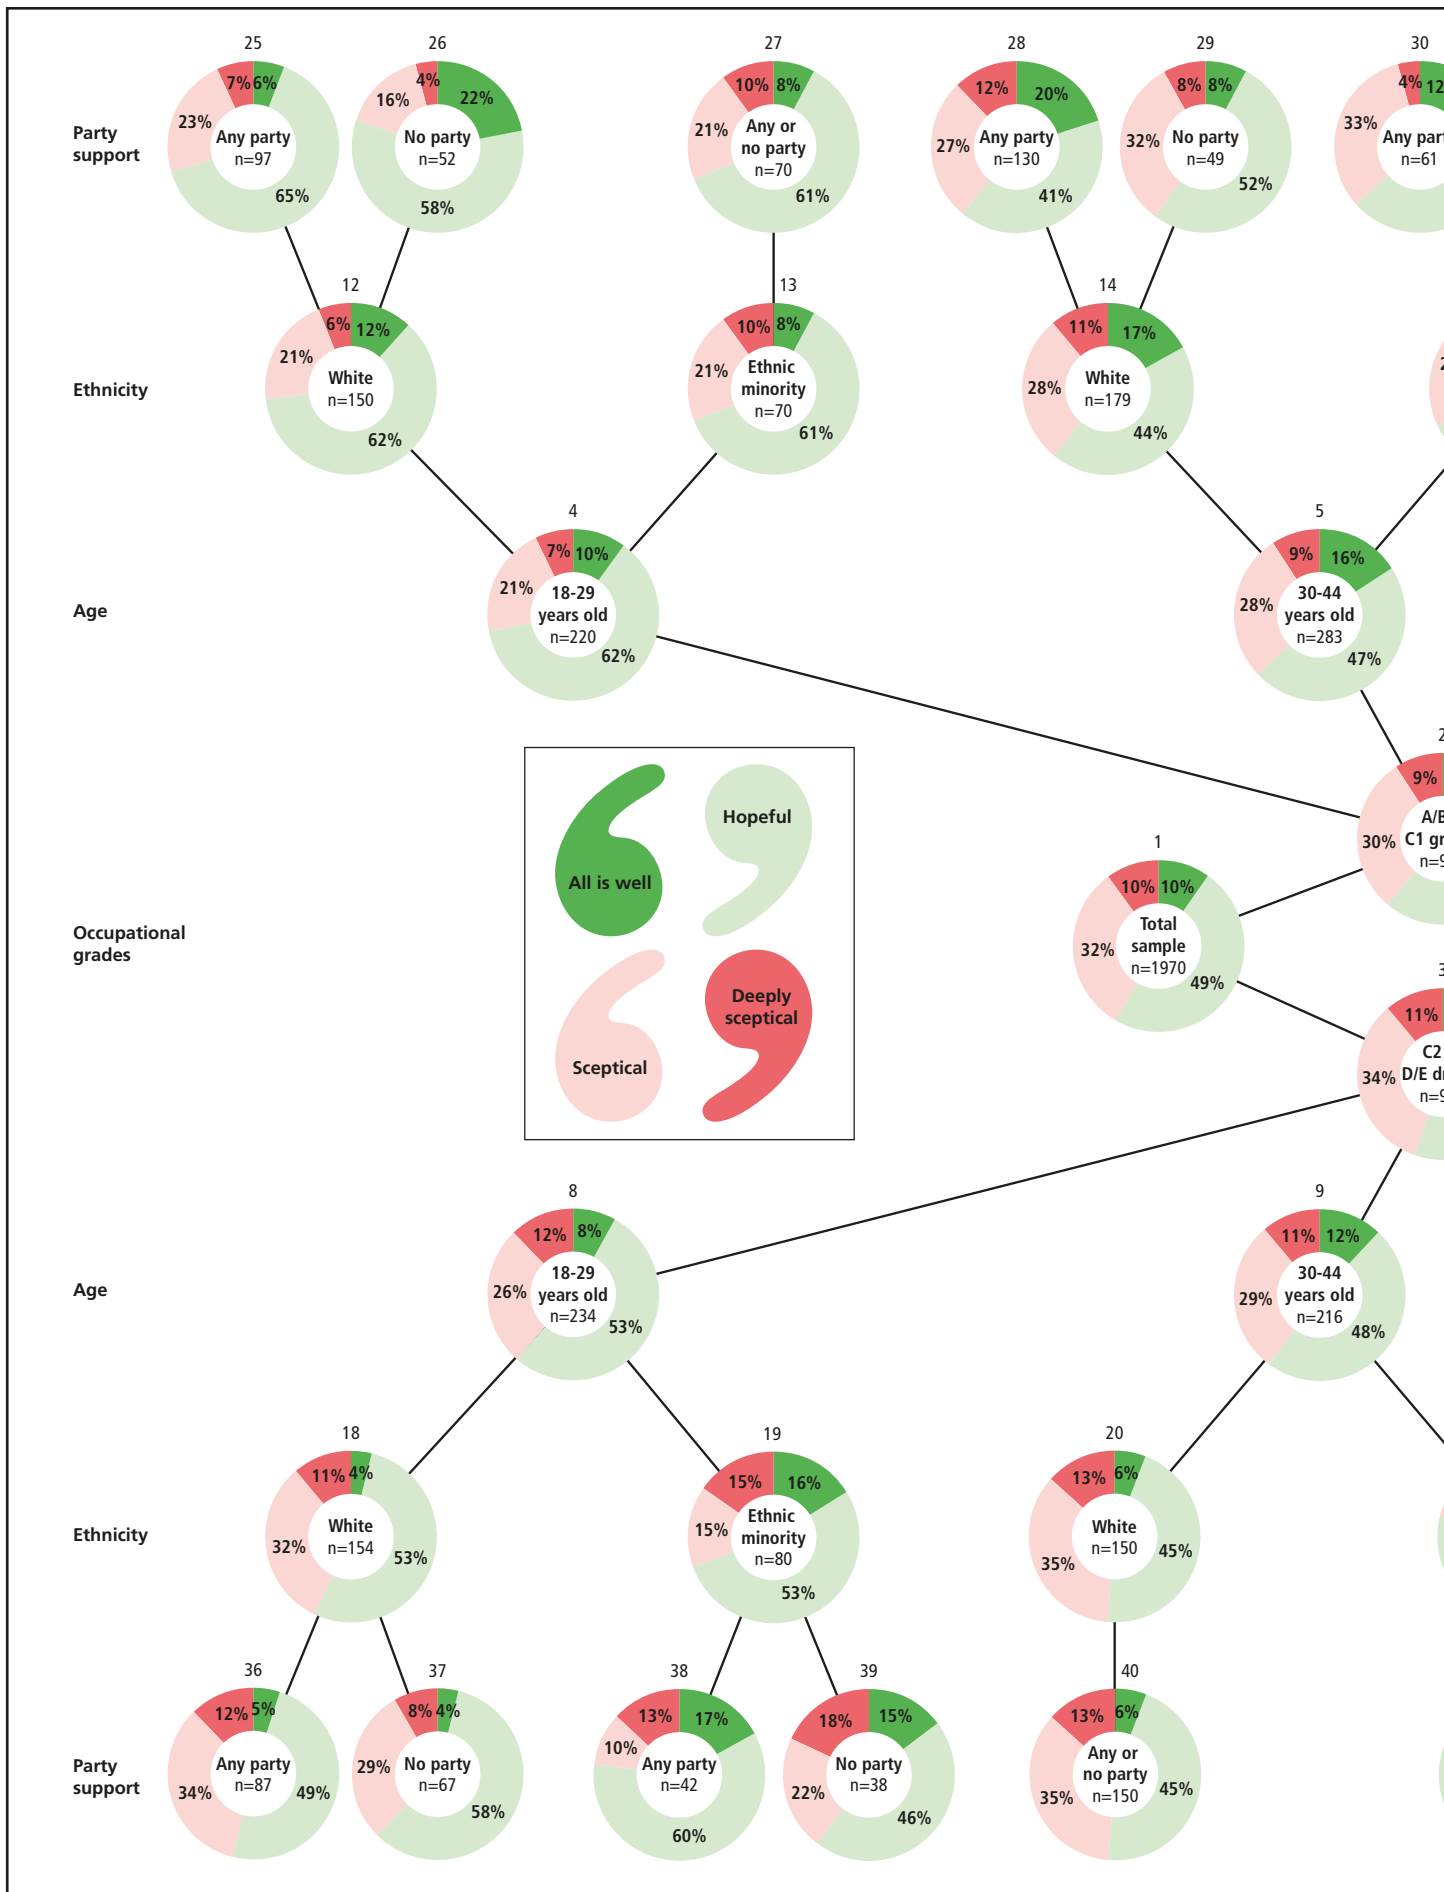 25
26
27
28
29
30
7% 6%
4%
22%
16%
23%
10% 8%
21%
12%
20%
27%
8% 8%
32%
4%
33%
Party
support
Any party
n=97
No party
n=52
Any or
no party
n=70
Any party
n=130
No party
n=49
n=61
65%
58%
61%
41%
52%
12
13
14
6% 12%
21%
10% 8%
21%
11%
17%
28%
Ethnicity
White
n=150
Ethnic
minority
n=70
White
n=179
62%
61%
44%
4
5
7% 10%
21%
9%
16%
28%
Age
18-29
years old
n=220
30-44
years old
n=283
62%
47%
9%
30%
All is well
Hopeful
Sceptical
Deeply
sceptical
1
10% 10%
32%
Occupational
grades
Total
sample
n=1970
49%
11%
C2
34%
8
9
12% 8%
26%
11% 12%
29%
Age
18-29
years old
n=234
30-44
years old
n=216
53%
48%
18
19
20
11% 4%
32%
15%
16%
15%
13% 6%
35%
Ethnicity
White
n=154
Ethnic
minority
n=80
White
n=150
53%
53%
45%
36
37
38
39
40
12% 5%
34%
8% 4%
29%
13%
17%
10%
18%
15%
22%
13% 6%
35%
Party
support
Any party
n=87
No party
n=67
Any party
n=42
No party
n=38
Any or
no party
n=150
49%
58%
60%
46%
45%